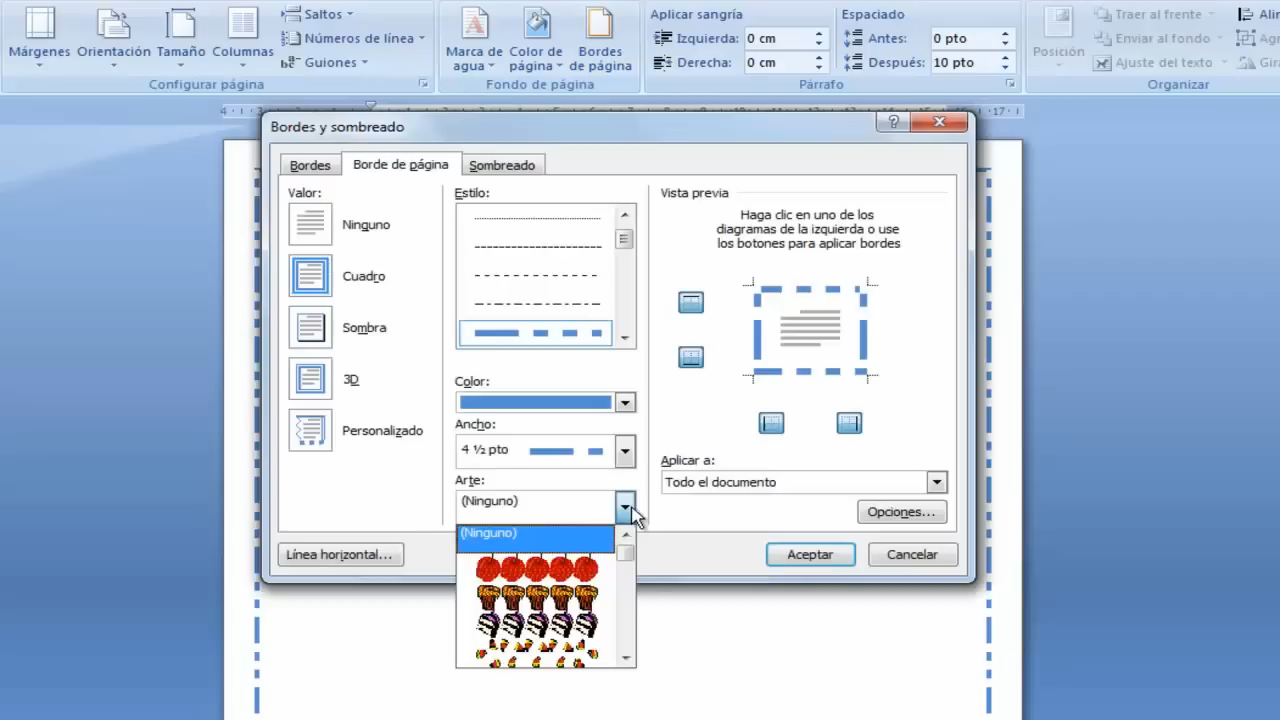 Márgenes
Orientación
Tamaño
Columnas
Saltos
Números de línea
Guiones
Configurar página
Marca de
agua
Color de
página
Bordes
de página
Fondo de página
Aplicar sangría
Izquierda: 0 cm
Derecha: 0 cm
Espaciado
Antes: 0 pto
Después: 10 pto
Párrafo
Posición
Traer al frente
Enviar al fondo
Ajuste del texto
Organizar
Bordes y sombreado
Bordes
Borde de página
Sombreado
Valor:
Ninguno
Cuadro
Sombra
3D
Personalizado
Estilo:
Color:
Ancho:
4 ½ pto
Arte:
(Ninguno)
(Ninguno)
Vista previa
Haga clic en uno de los
diagramas de la izquierda o use
los botones para aplicar bordes
Aplicar a:
Todo el documento
Opciones...
Línea horizontal...
Aceptar
Cancelar